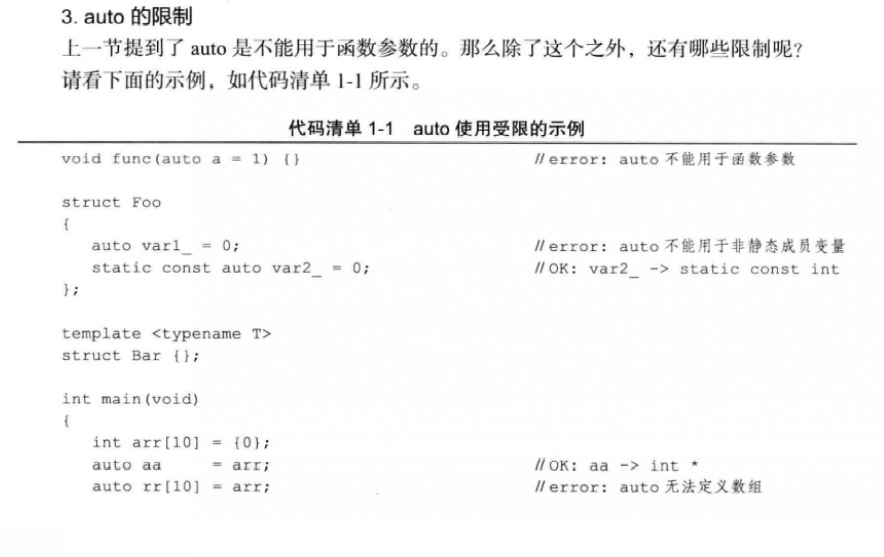 3. auto 的限制
上一节提到了 auto 是不能用于函数参数的。那么除了这个之外，还有哪些限制呢？
请看下面的示例，如代码清单 1-1 所示。
代码清单 1-1 auto 使用受限的示例
void func(auto a = 1) {} //error: auto 不能用于函数参数
struct Foo
{
auto var1_ = 0; //error: auto 不能用于非静态成员变量
static const auto var2_ = 0; //OK: var2_ -> static const int
};
template <typename T>
struct Bar {};
int main(void)
{
int arr[10] = {0};
auto aa = arr; //OK: aa -> int *
auto rr[10] = arr; //error: auto 无法定义数组